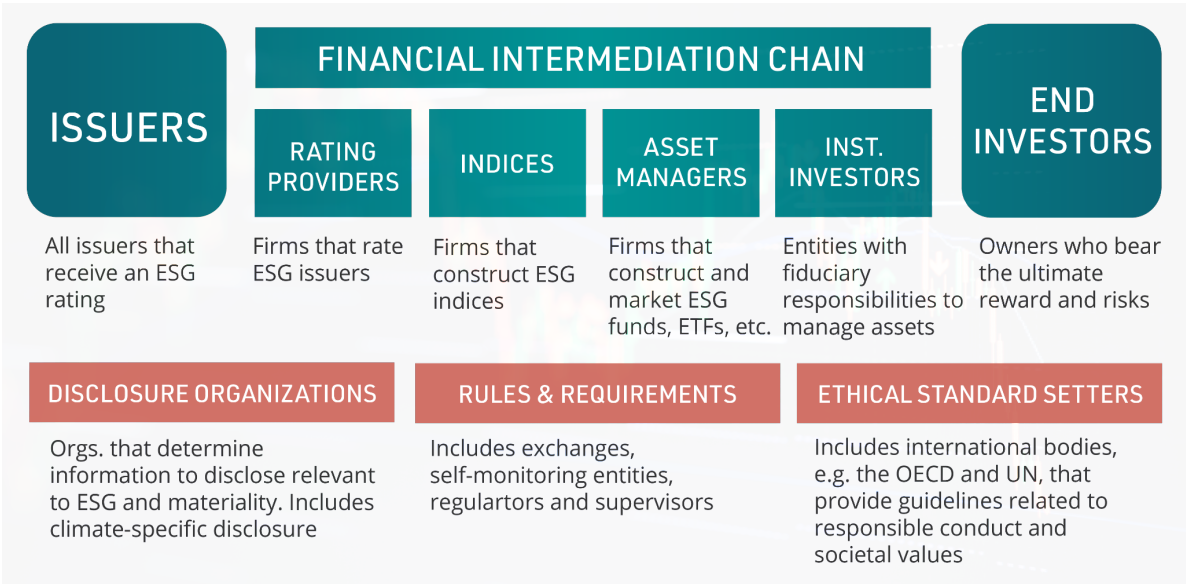 ISSUERS
FINANCIAL INTERMEDIATION CHAIN
RATING
PROVIDERS
INDICES
ASSET
MANAGERS
INST.
INVESTORS
END
INVESTORS
All issuers that
receive an ESG
rating
Firms that rate
ESG issuers
Firms that
construct ESG
indices
Firms that
construct and
market ESG
funds, ETFs, etc.
Entities with
fiduciary
responsibilities to
manage assets
Owners who bear
the ultimate
reward and risks
DISCLOSURE ORGANIZATIONS
Orgs. that determine
information to disclose relevant
to ESG and materiality. Includes
climate-specific disclosure
RULES & REQUIREMENTS
Includes exchanges,
self-monitoring entities,
regulartors and supervisors
ETHICAL STANDARD SETTERS
Includes international bodies,
e.g. the OECD and UN, that
provide guidelines related to
responsible conduct and
societal values